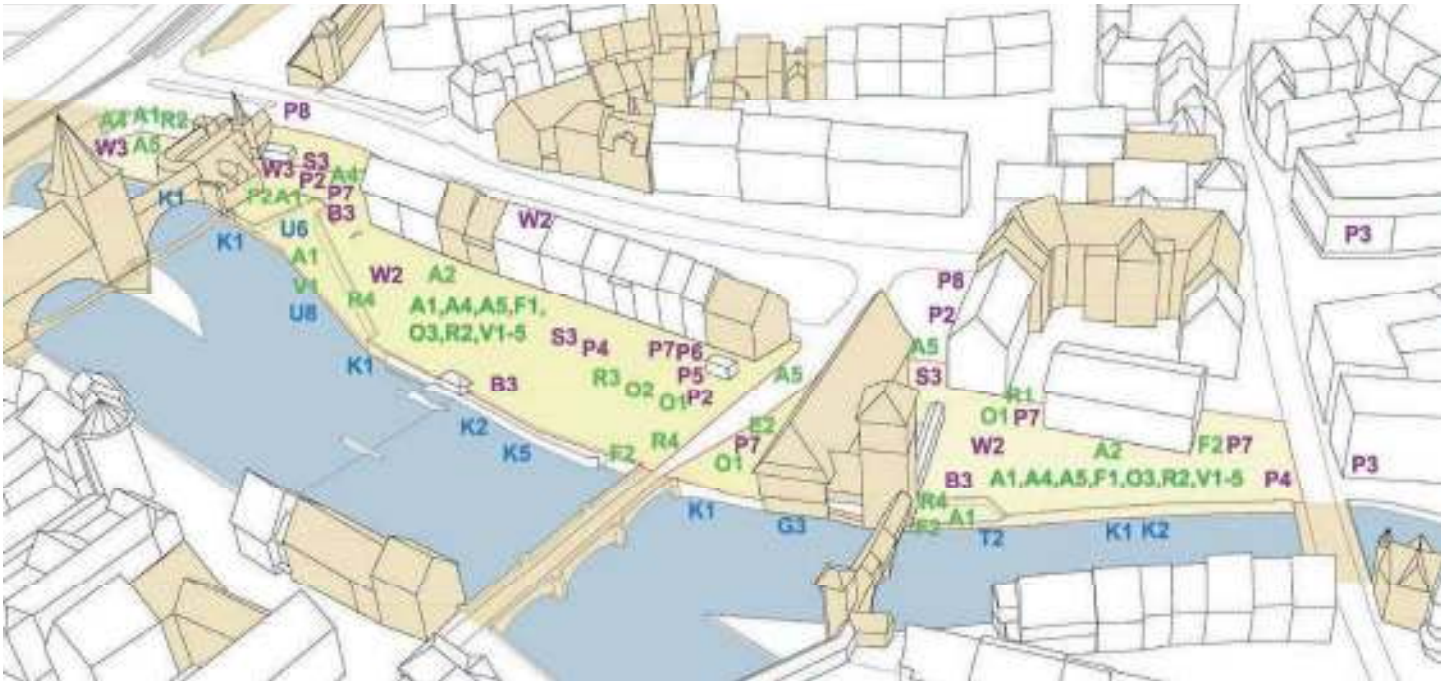 P8
A4 A1 R2
W3 A5
W3 S3
P2 A4
K1 P2 A1 P7
B3
K1 U6 W2 P3
A1
W2 A2 P8
V1 R4 A1,A4,A5,F1,
U8 O3,R2,V1-5 P2
S3 P4 P7 P6 A5
K1 R3 P5 A5 S3
B3 O2 O1 P2 R1
K2 E2 O1 P7
K5 F2 R4 P7 W2 A2 F2 P7
O1 P3
B3 A1,A4,A5,F1,O3,R2,V1-5 P4
K1 R4
G3 A1
T2 K1 K2